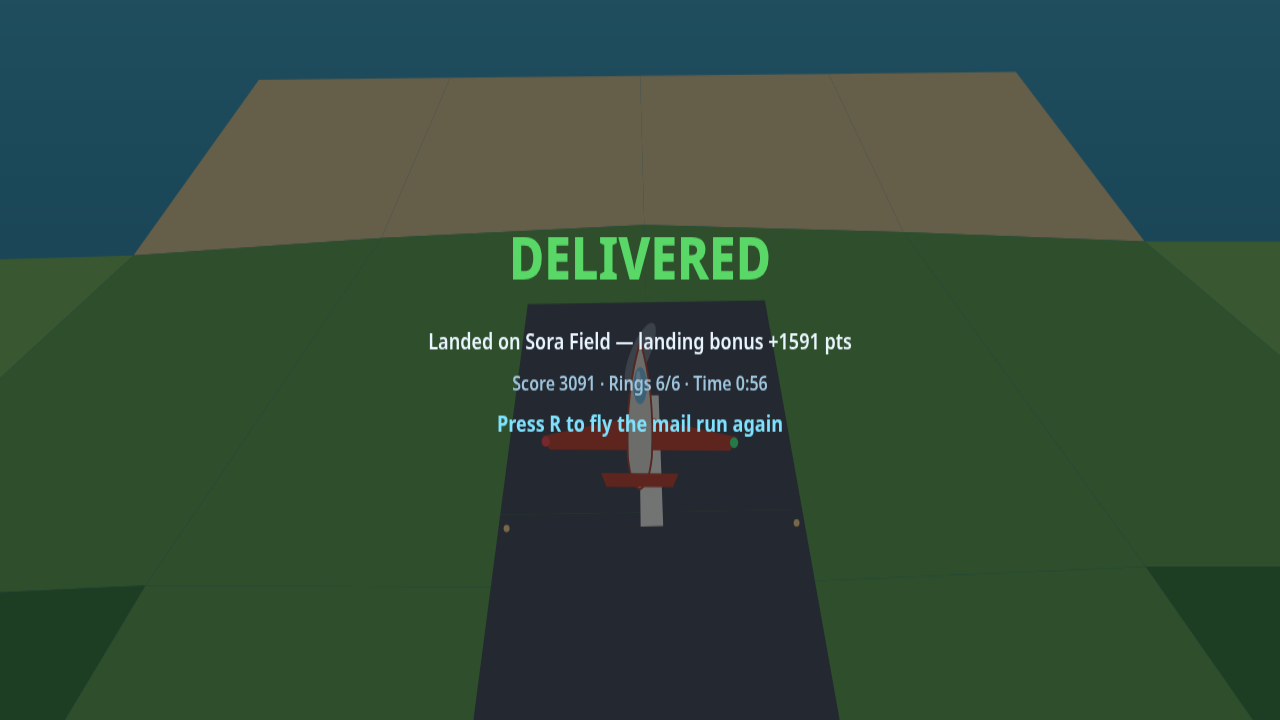 DELIVERED
Landed on Sora Field — landing bonus +1591 pts
Score 3091 · Rings 6/6 · Time 0:56
Press R to fly the mail run again